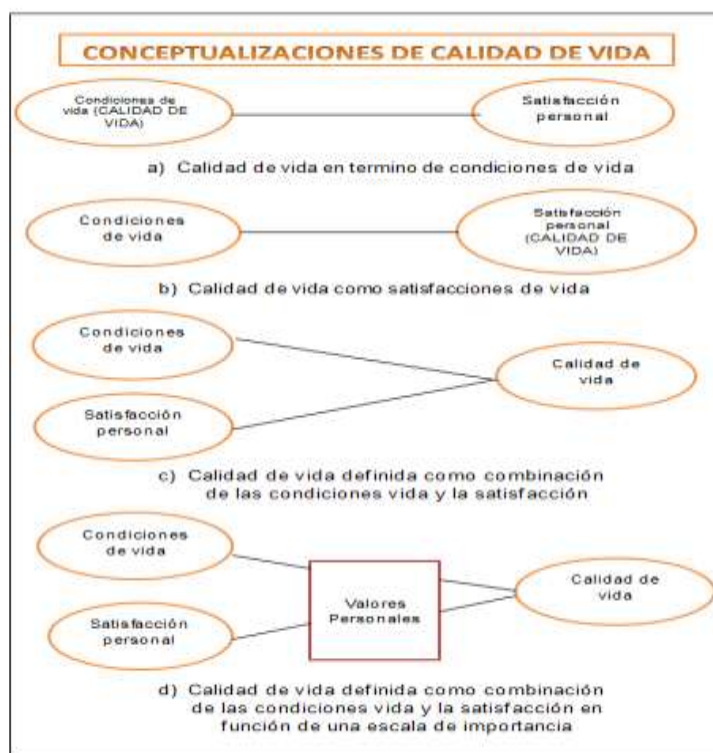 CONCEPTUALIZACIONES DE CALIDAD DE VIDA
Condiciones de
vida (CALIDAD DE
VIDA)
Satisfacción
personal
a) Calidad de vida en termino de condiciones de vida
Condiciones
de vida
Satisfacción
personal
(CALIDAD DE
VIDA)
b) Calidad de vida como satisfacciones de vida
Condiciones
de vida
Calidad de
vida
Satisfacción
personal
c) Calidad de vida definida como combinación
de las condiciones vida y la satisfacción
Condiciones
de vida
Calidad de
vida
Valores
Personales
Satisfacción
personal
d) Calidad de vida definida como combinación
de las condiciones vida y la satisfacción en
función de una escala de importancia